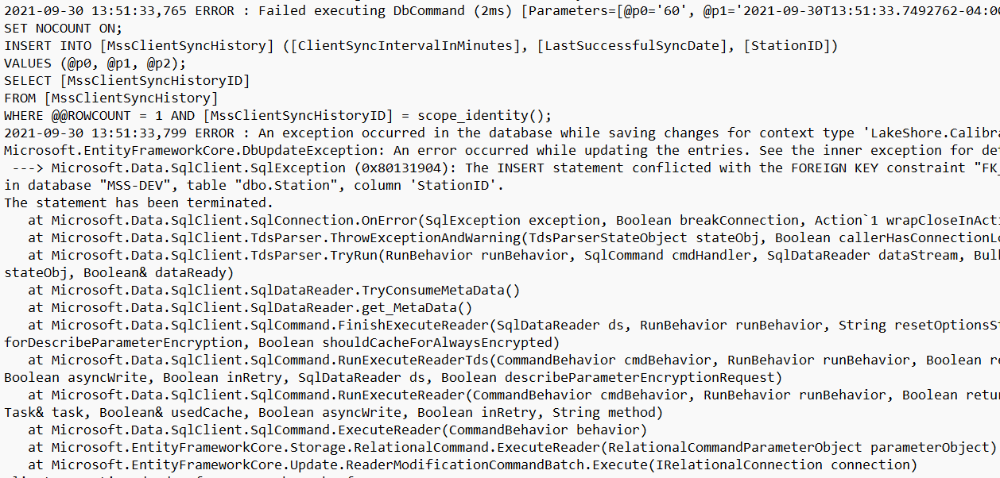 2021-09-30 13:51:33,765 ERROR : Failed executing DbCommand (2ms) [Parameters=[@p0='60', @p1='2021-09-30T13:51:33.7492762-04:00
SET NOCOUNT ON;
INSERT INTO [MssClientSyncHistory] ([ClientSyncIntervalInMinutes], [LastSuccessfulSyncDate], [StationID])
VALUES (@p0, @p1, @p2);
SELECT [MssClientSyncHistoryID]
FROM [MssClientSyncHistory]
WHERE @@ROWCOUNT = 1 AND [MssClientSyncHistoryID] = scope_identity();
2021-09-30 13:51:33,799 ERROR : An exception occurred in the database while saving changes for context type 'LakeShore.Calibra
Microsoft.EntityFrameworkCore.DbUpdateException: An error occurred while updating the entries. See the inner exception for det
 ---> Microsoft.Data.SqlClient.SqlException (0x80131904): The INSERT statement conflicted with the FOREIGN KEY constraint "FK_
in database "MSS-DEV", table "dbo.Station", column 'StationID'.
The statement has been terminated.
   at Microsoft.Data.SqlClient.SqlConnection.OnError(SqlException exception, Boolean breakConnection, Action`1 wrapCloseInActi
   at Microsoft.Data.SqlClient.TdsParser.ThrowExceptionAndWarning(TdsParserStateObject stateObj, Boolean callerHasConnectionLo
   at Microsoft.Data.SqlClient.TdsParser.TryRun(RunBehavior runBehavior, SqlCommand cmdHandler, SqlDataReader dataStream, Bul
stateObj, Boolean& dataReady)
   at Microsoft.Data.SqlClient.SqlDataReader.TryConsumeMetaData()
   at Microsoft.Data.SqlClient.SqlDataReader.get_MetaData()
   at Microsoft.Data.SqlClient.SqlCommand.FinishExecuteReader(SqlDataReader ds, RunBehavior runBehavior, String resetOptionsSt
forDescribeParameterEncryption, Boolean shouldCacheForAlwaysEncrypted)
   at Microsoft.Data.SqlClient.SqlCommand.RunExecuteReaderTds(CommandBehavior cmdBehavior, RunBehavior runBehavior, Boolean re
Boolean asyncWrite, Boolean inRetry, SqlDataReader ds, Boolean describeParameterEncryptionRequest)
   at Microsoft.Data.SqlClient.SqlCommand.RunExecuteReader(CommandBehavior cmdBehavior, RunBehavior runBehavior, Boolean retur
Task& task, Boolean& usedCache, Boolean asyncWrite, Boolean inRetry, String method)
   at Microsoft.Data.SqlClient.SqlCommand.ExecuteReader(CommandBehavior behavior)
   at Microsoft.EntityFrameworkCore.Storage.RelationalCommand.ExecuteReader(RelationalCommandParameterObject parameterObject)
   at Microsoft.EntityFrameworkCore.Update.ReaderModificationCommandBatch.Execute(IRelationalConnection connection)